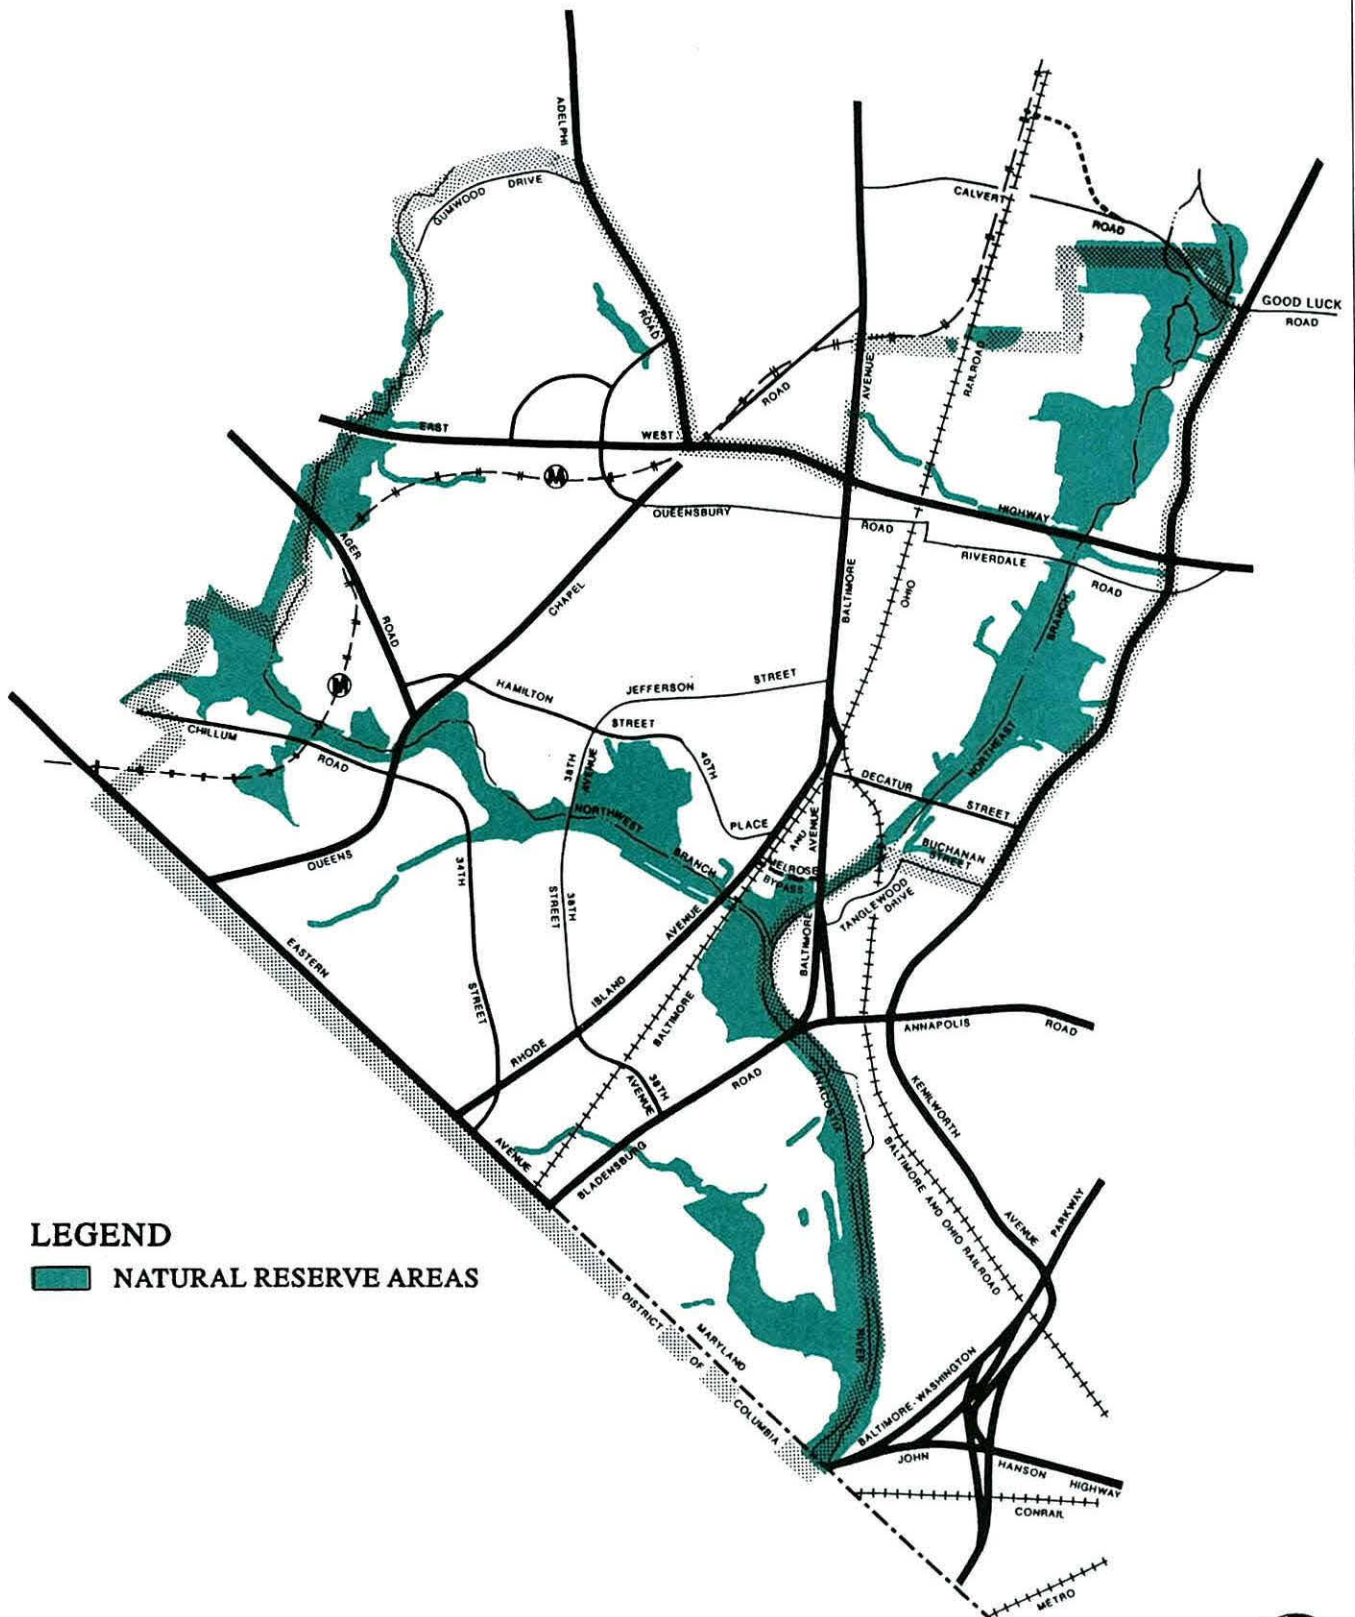 ADELPHI
GUMWOOD DRIVE
CALVERT
ROAD
GOOD LUCK
ROAD
ROAD
ROAD
AVENUE
RAILROAD
EAST
WEST
M
QUEENSBURY
ROAD
HIGHWAY
RIVERDALE
ROAD
AGER
ROAD
CHAPEL
BALTIMORE
OHIO
BRANCH
M
HAMILTON
STREET
JEFFERSON
STREET
CHILLUM
ROAD
38TH
AVENUE
40TH
PLACE
NORTHEAST
DECATUR
STREET
NORTHWEST
BRANCH
AND
AVENUE
MELROSE
BYPASS
BUCHANAN
STREET
TANGLEWOOD
DRIVE
QUEENS
34TH
STREET
38TH
STREET
AVENUE
BALTIMORE
EASTERN
ISLAND
RHODE
BALTIMORE
ANNAPOLIS
ROAD
38TH
AVENUE
ROAD
ANACOSTIA
KENILWORTH
AVENUE
BLADENSBURG
BALTIMORE AND OHIO RAILROAD
AVENUE
PARKWAY
LEGEND
NATURAL RESERVE AREAS
DISTRICT
OF
COLUMBIA
MARYLAND
RIVER
BALTIMORE-WASHINGTON
JOHN
HANSON
HIGHWAY
CONRAIL
METRO